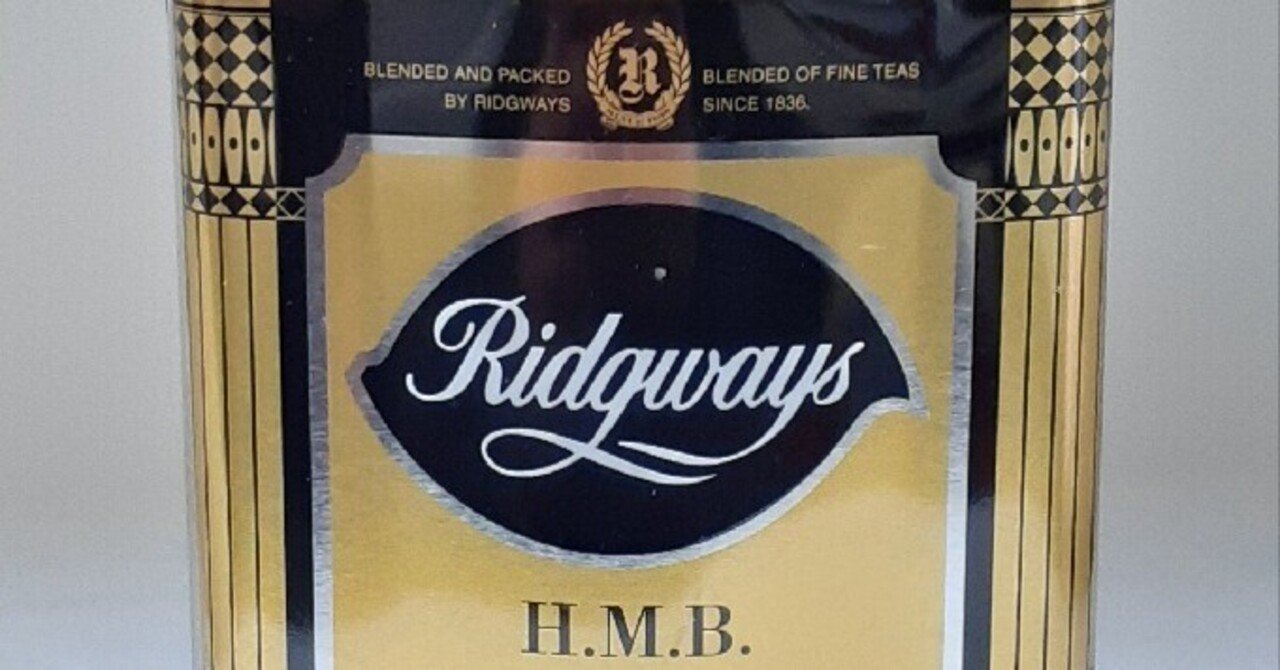 BLENDED AND PACKED
BY RIDGWAYS
R
BLENDED OF FINE TEAS
SINCE 1836.
Ridgways
H.M.B.